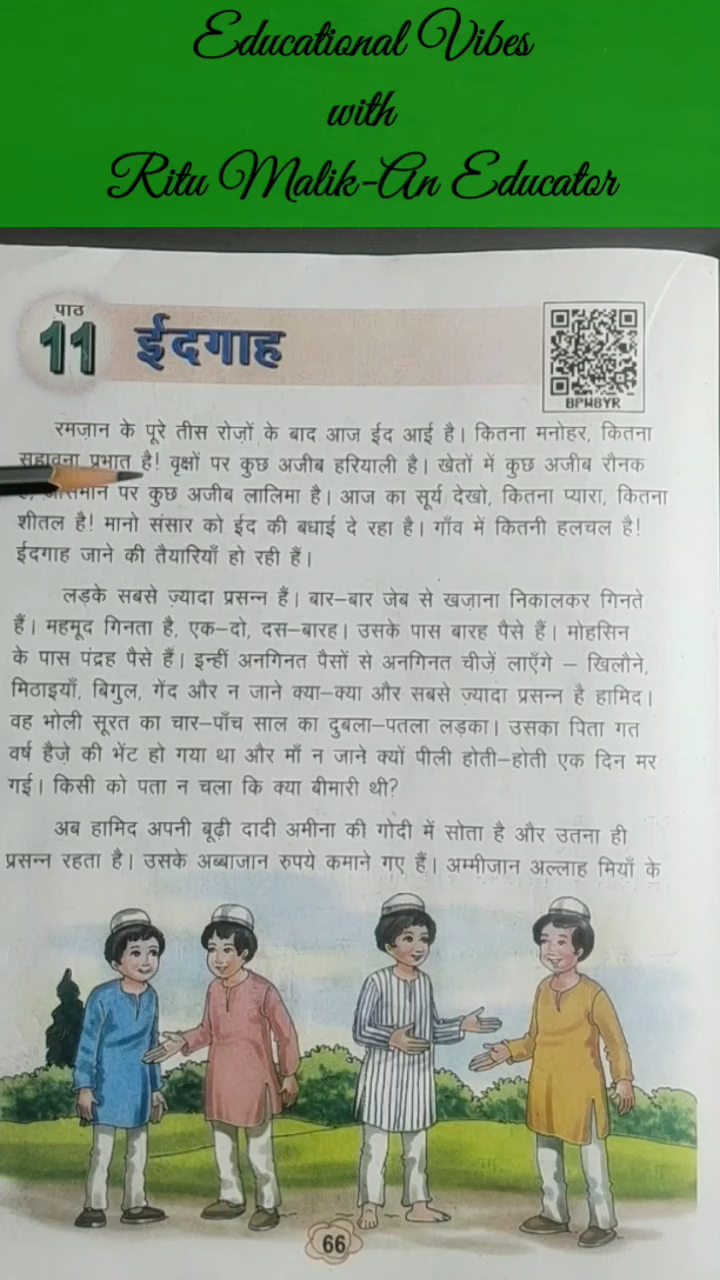 Educational Vibes
with
Ritu Malik-An Educator
पाठ
11 ईदगाह
BPW8YR
रमज़ान के पूरे तीस रोज़ों के बाद आज ईद आई है। कितना मनोहर, कितना
सुहावना प्रभात है! वृक्षों पर कुछ अजीब हरियाली है। खेतों में कुछ अजीब रौनक
पर कुछ अजीब लालिमा है। आज का सूर्य देखो, कितना प्यारा, कितना
शीतल है! मानो संसार को ईद की बधाई दे रहा है। गाँव में कितनी हलचल है!
ईदगाह जाने की तैयारियाँ हो रही हैं।
लड़के सबसे ज़्यादा प्रसन्न हैं। बार–बार जेब से खज़ाना निकालकर गिनते
हैं। महमूद गिनता है, एक–दो, दस–बारह। उसके पास बारह पैसे हैं। मोहसिन
के पास पंद्रह पैसे हैं। इन्हीं अनगिनत पैसों से अनगिनत चीज़ें लाएँगे – खिलौने,
मिठाइयाँ, बिगुल, गेंद और न जाने क्या–क्या और सबसे ज़्यादा प्रसन्न है हामिद।
वह भोली सूरत का चार–पाँच साल का दुबला–पतला लड़का। उसका पिता गत
वर्ष हैज़े की भेंट हो गया था और माँ न जाने क्यों पीली होती–होती एक दिन मर
गई। किसी को पता न चला कि क्या बीमारी थी?
अब हामिद अपनी बूढ़ी दादी अमीना की गोदी में सोता है और उतना ही
प्रसन्न रहता है। उसके अब्बाजान रुपये कमाने गए हैं। अम्मीजान अल्लाह मियाँ के
66